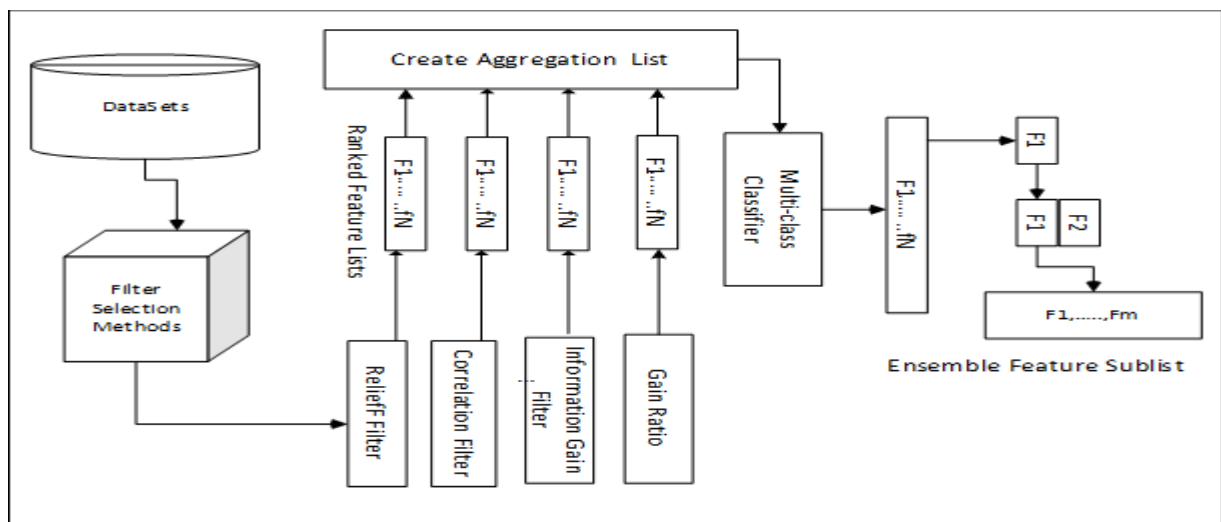 Create Aggregation List
DataSets
Ranked Feature Lists
F1..... ..fN
F1..... ..fN
F1..... ..fN
F1..... ..fN
Multi-class
Classifier
F1..... ..fN
F1
F1
F2
F1,.....,Fm
Ensemble Feature Sublist
Filter
Selection
Methods
ReliefF Filter
Correlation Filter
Information Gain
Filter
Gain Ratio